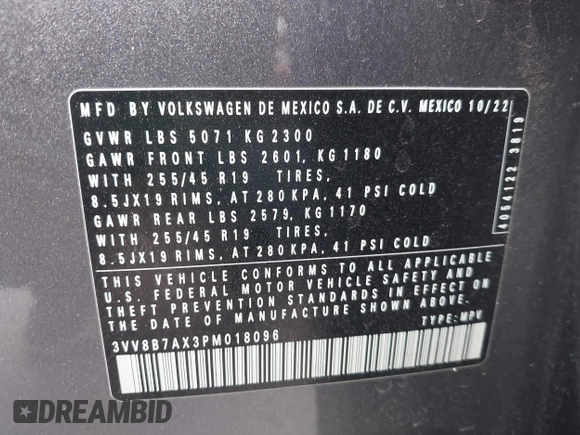 MFD BY VOLKSWAGEN DE MEXICO S.A. DE C.V. MEXICO 10/22
GVWR LBS 5071 KG 2300
GAWR FRONT LBS 2601, KG 1180
WITH 255/45 R19 TIRES,
8.5JX19 RIMS, AT 280 KPA, 41 PSI COLD
GAWR REAR LBS 2579, KG 1170
WITH 255/45 R19 TIRES,
8.5JX19 RIMS, AT 280 KPA, 41 PSI COLD
THIS VEHICLE CONFORMS TO ALL APPLICABLE
U.S. FEDERAL MOTOR VEHICLE SAFETY AND
THEFT PREVENTION STANDARDS IN EFFECT ON
THE DATE OF MANUFACTURE SHOWN ABOVE
3VV8B7AX3PM018096 TYPE: MPV
4054122 3819
DREAMBID